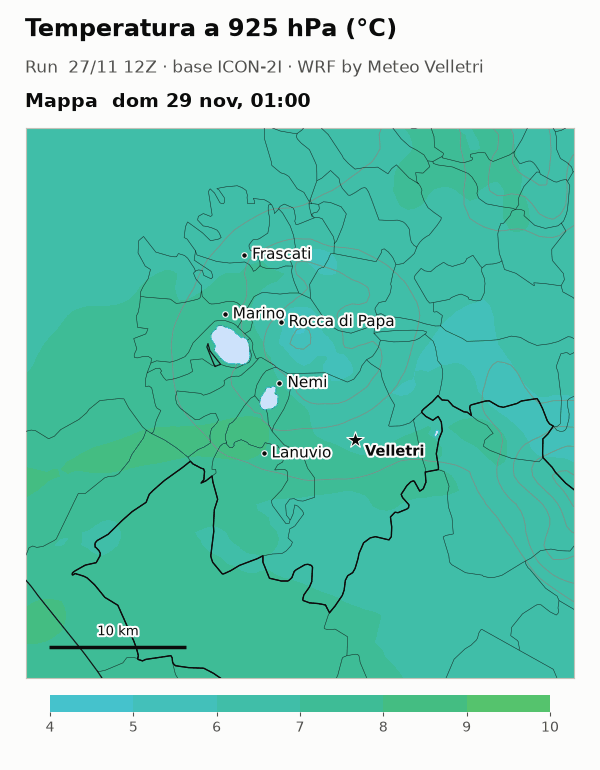 Temperatura a 925 hPa (°C)
Run  27/11 12Z · base ICON-2I · WRF by Meteo Velletri
Mappa  dom 29 nov, 01:00
Frascati
Marino
Rocca di Papa
Nemi
Velletri
Lanuvio
10 km
4 5 6 7 8 9 10